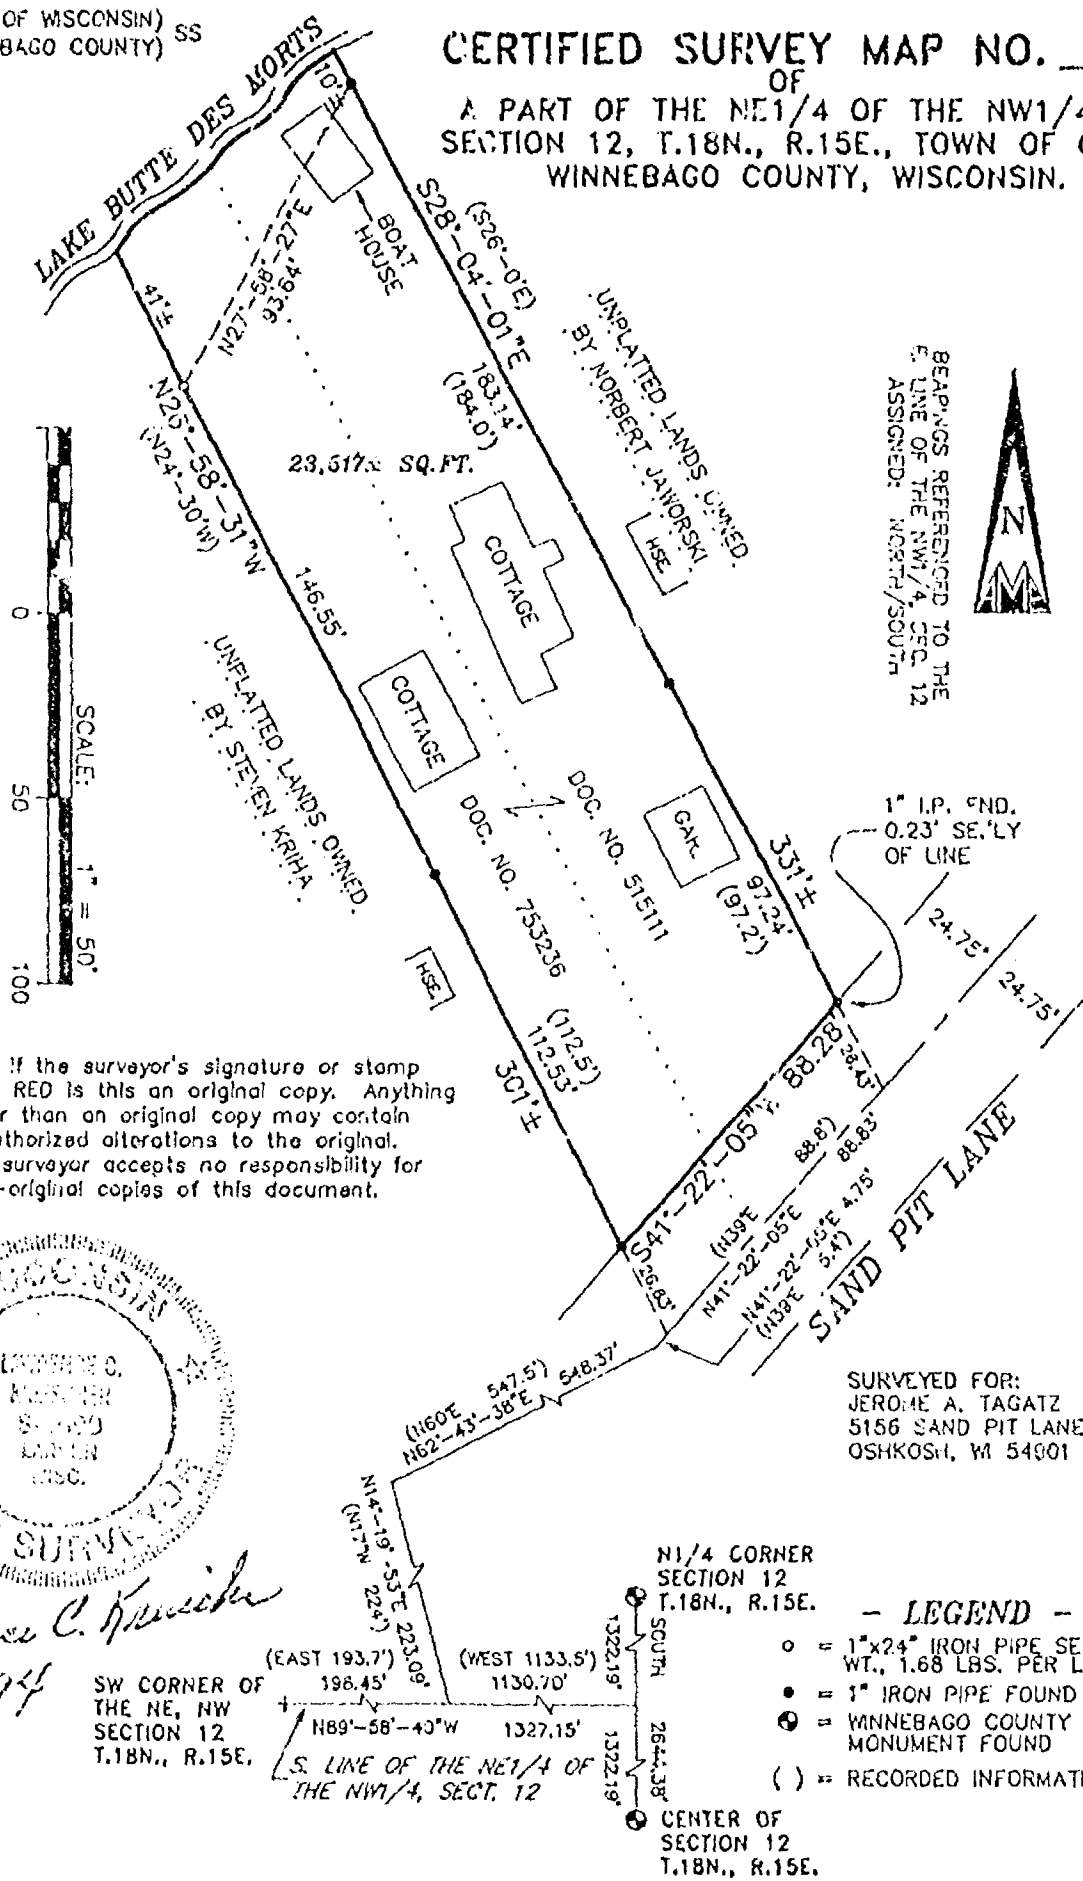 OF WISCONSIN) SS
BAGO COUNTY)
CERTIFIED SURVEY MAP NO.
OF
A PART OF THE NE1/4 OF THE NW1/4
SECTION 12, T.18N., R.15E., TOWN OF
WINNEBAGO COUNTY, WISCONSIN.
LAKE BUTTE DES MORTS
10'±
BOAT
HOUSE
S28°-04'-01"E
(S26°-0'E)
183.14'
(184.0')
N27°-58'-27"E
93.64'
41'±
N26°-58'-31"W
(N24°-30'W)
146.55'
UNPLATTED LANDS OWNED
BY NORBERT JAWORSKI
HSE.
BEARINGS REFERENCED TO THE
E. LINE OF THE NW1/4, SEC. 12
ASSIGNED: NORTH/SOUTH
N
AMA
SQ.FT.
COTTAGE
COTTAGE
UNPLATTED LANDS OWNED
BY STEVEN KRIHA
SCALE: 1" = 50'
0 50 100
DOC. NO. 515111
DOC. NO. 753236
GAR.
331'±
97.24'
(97.2')
1" I.P. FND.
0.23' SE.'LY
OF LINE
24.75'
24.75'
HSE.
(112.5')
112.53'
301'±
S41°-22'-05"W 88.28'
26.43'
26.83'
88.8')
88.83'
(N39°E
N41°-22'-05"E
N41°-22'-05"E 4.75'
(N39°E 5.4')
SAND PIT LANE
If the surveyor's signature or stamp
RED is this an original copy. Anything
r than an original copy may contain
thorized alterations to the original.
surveyor accepts no responsibility for
-original copies of this document.
WISC.
SURVEYOR
C.
SURVEYED FOR:
JEROME A. TAGATZ
5156 SAND PIT LANE
OSHKOSH, WI 54901
(N60°E 547.5')
N62°-43'-38"E 548.37'
N14°-19'-53"E 223.09'
(N17°W 224')
SW CORNER OF
THE NE, NW
SECTION 12
T.18N., R.15E.
(EAST 193.7')
196.45'
(WEST 1133.5')
1130.70'
N89°-58'-40"W
1327.15'
S. LINE OF THE NE1/4 OF
THE NW1/4, SECT. 12
N1/4 CORNER
SECTION 12
T.18N., R.15E.
SOUTH 2644.38'
1322.19' 1322.19'
CENTER OF
SECTION 12
T.18N., R.15E.
- LEGEND -
○ = 1"x24" IRON PIPE SE
WT., 1.68 LBS. PER L
● = 1" IRON PIPE FOUND
= WINNEBAGO COUNTY
MONUMENT FOUND
( ) = RECORDED INFORMATI